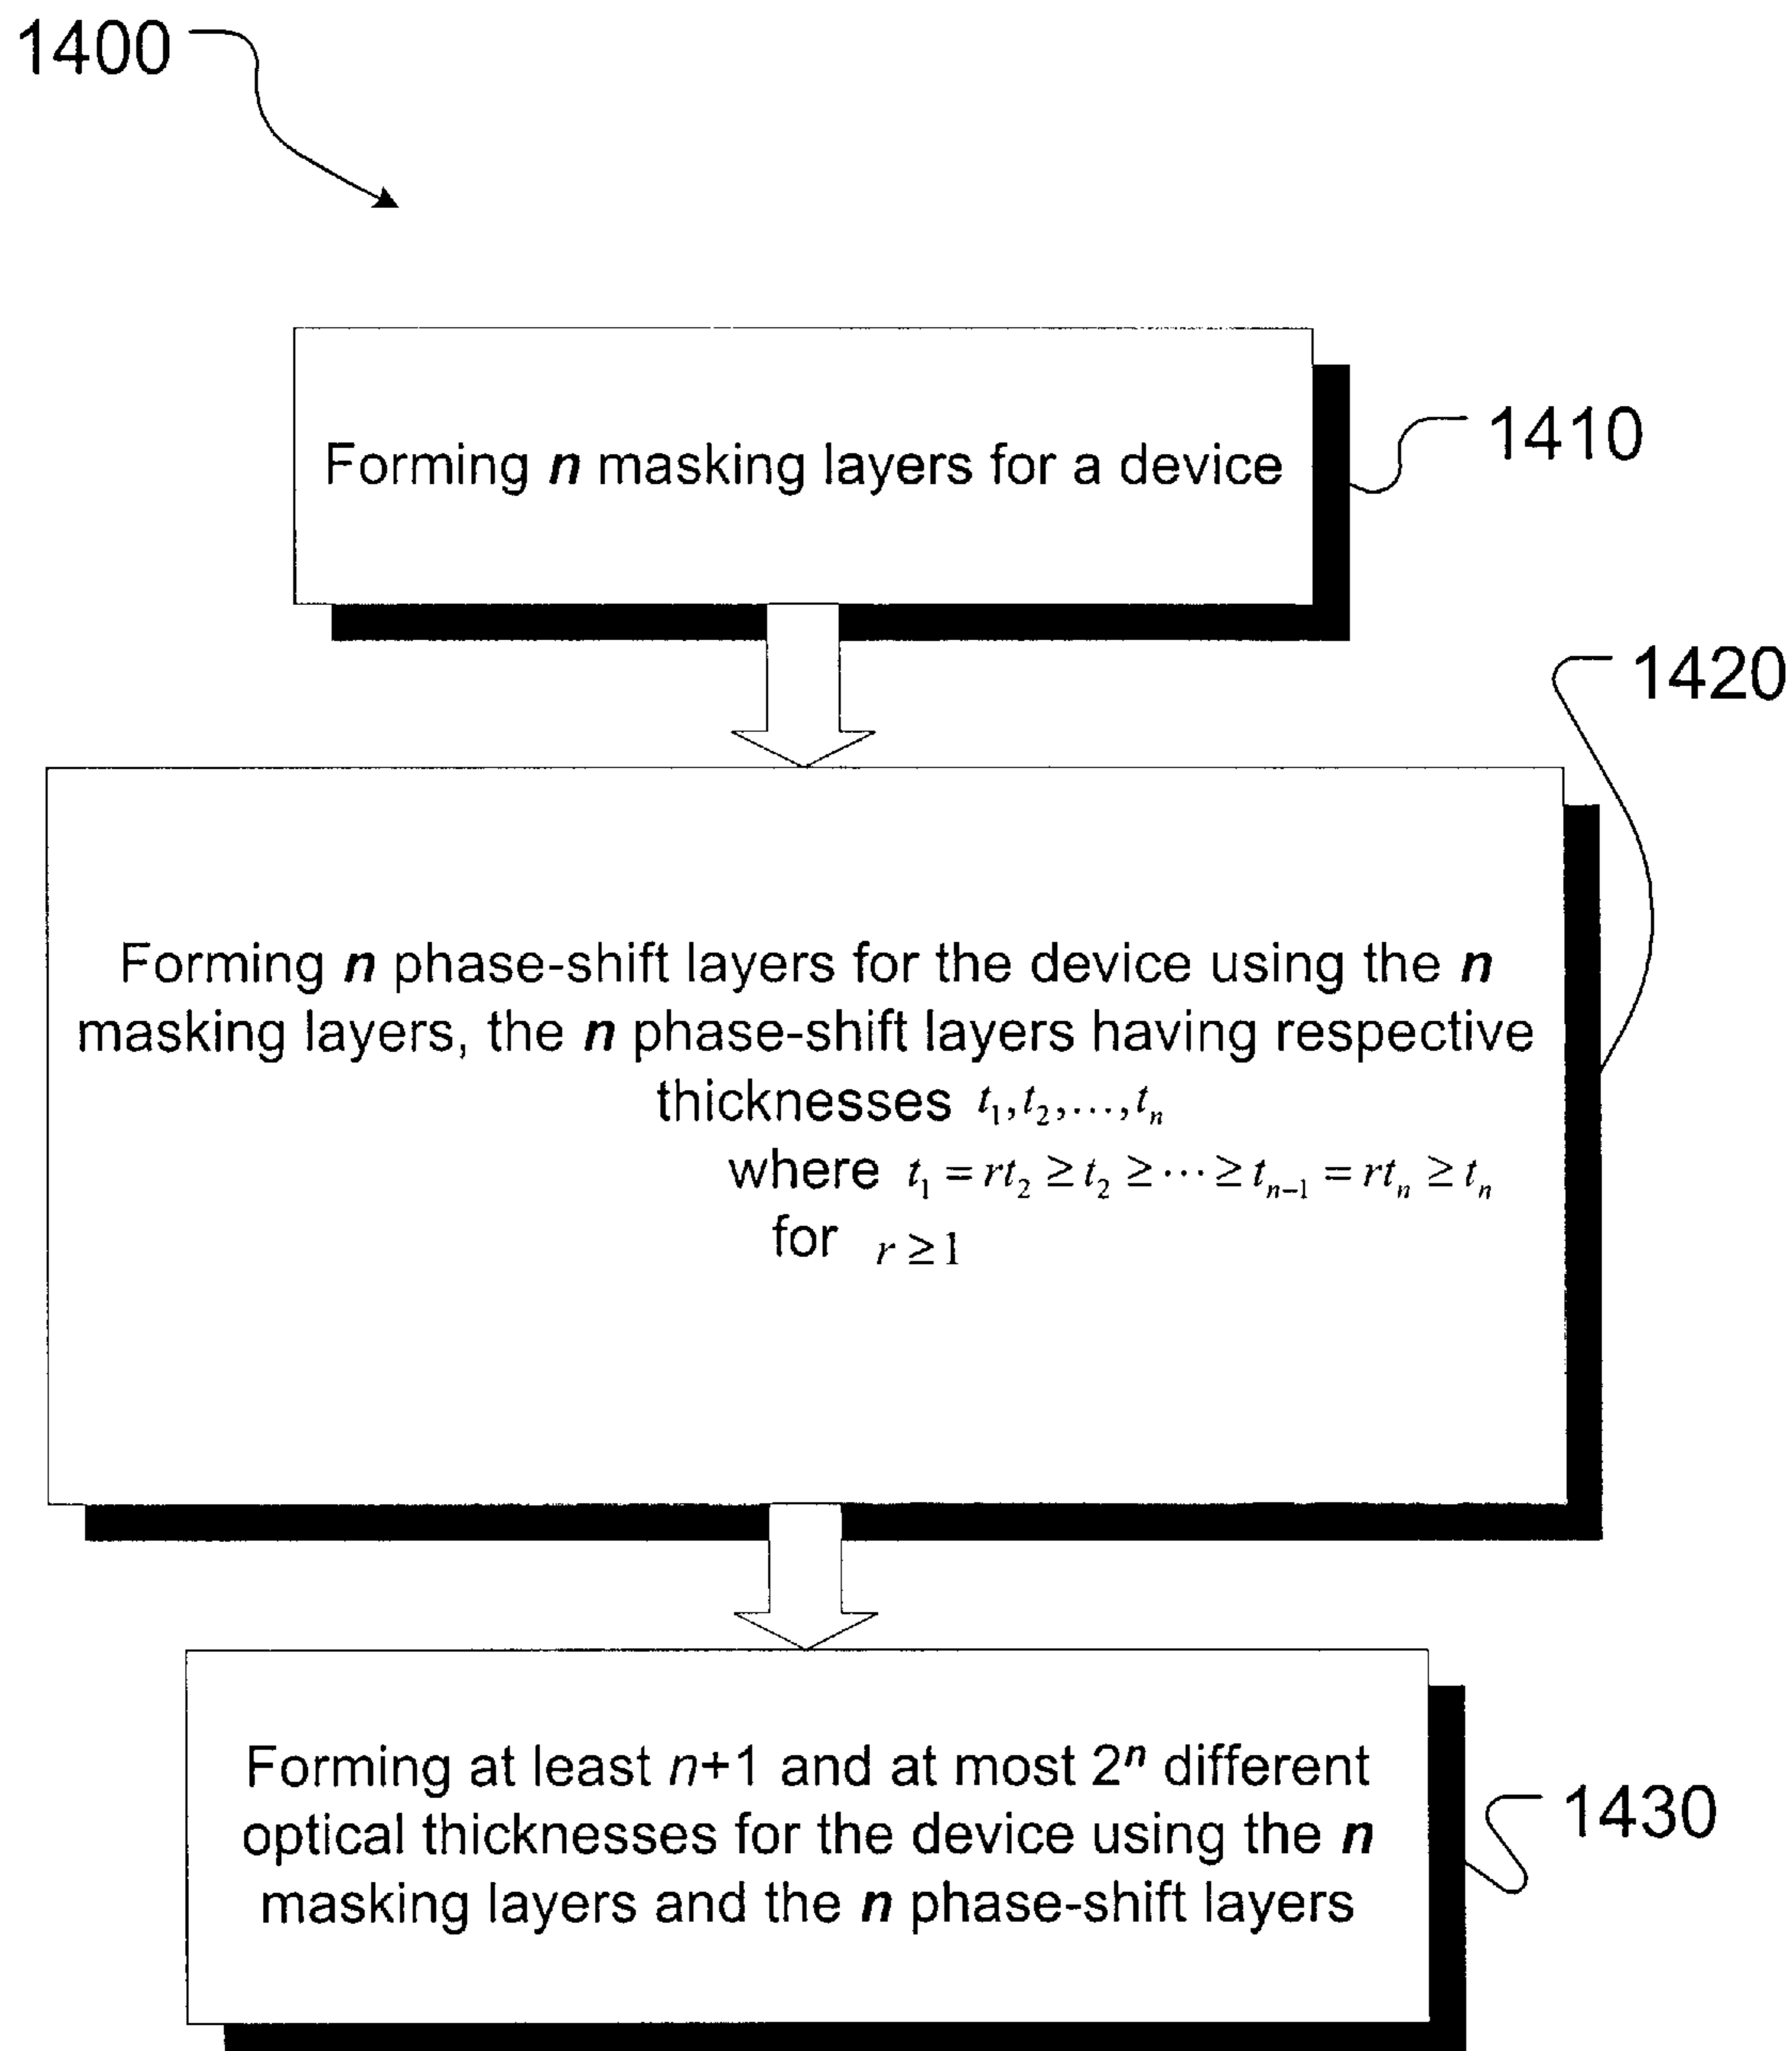 1400
Forming n masking layers for a device
1410
1420
Forming n phase-shift layers for the device using the n
masking layers, the n phase-shift layers having respective
thicknesses t₁,t₂,…,tₙ
where t₁ = rt₂ ≥ t₂ ≥ ⋯ ≥ tₙ₋₁ = rtₙ ≥ tₙ
for r ≥ 1
Forming at least n+1 and at most 2ⁿ different
optical thicknesses for the device using the n
masking layers and the n phase-shift layers
1430